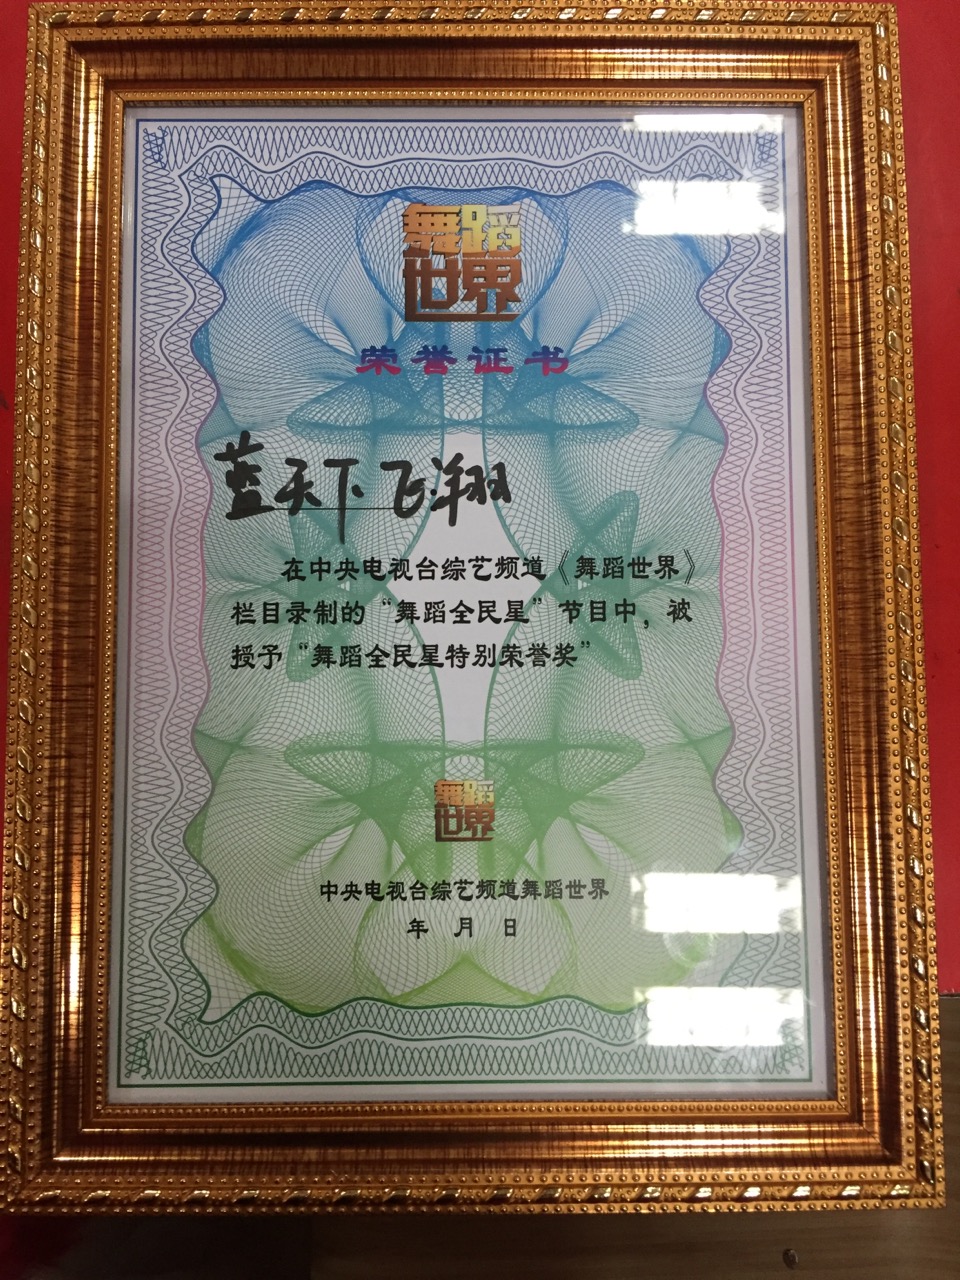 舞蹈
世界
荣誉证书
蓝天下飞翔
在中央电视台综艺频道《舞蹈世界》
栏目录制的“舞蹈全民星”节目中，被
授予“舞蹈全民星特别荣誉奖”
舞蹈
世界
中央电视台综艺频道舞蹈世界
年 月 日